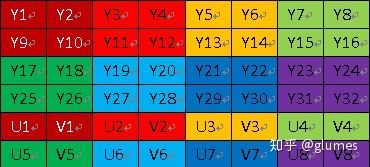 Y1 Y2 Y3 Y4 Y5 Y6 Y7 Y8
Y9 Y10 Y11 Y12 Y13 Y14 Y15 Y16
Y17 Y18 Y19 Y20 Y21 Y22 Y23 Y24
Y25 Y26 Y27 Y28 Y29 Y30 Y31 Y32
U1 V1 U2 V2 U3 V3 U4 V4
U5 V5 U6 V6 U7 V7 U8 V8
知乎 @glumes